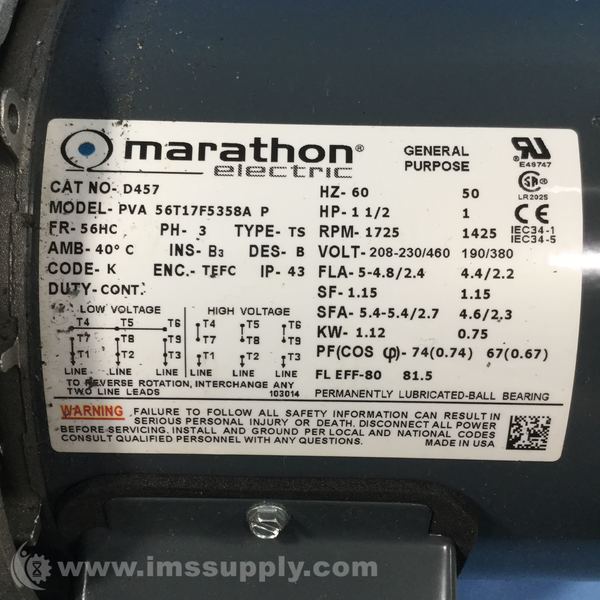 marathon®
electric
GENERAL
PURPOSE
E49747
LR2025
CE
IEC34-1
IEC34-5
CAT NO- D457
MODEL- PVA 56T17F5358A P
FR- 56HC PH- 3 TYPE- TS
AMB- 40° C INS- B3 DES- B
CODE- K ENC.- TEFC IP- 43
DUTY- CONT.
HZ- 60 50
HP- 1 1/2 1
RPM- 1725 1425
VOLT- 208-230/460 190/380
FLA- 5-4.8/2.4 4.4/2.2
SF- 1.15 1.15
SFA- 5.4-5.4/2.7 4.6/2.3
KW- 1.12 0.75
PF(COS φ)- 74(0.74) 67(0.67)
FL EFF-80 81.5
LOW VOLTAGE HIGH VOLTAGE
T4 T5 T6 T4 T5 T6
T7 T8 T9 T7 T8 T9
T1 T2 T3 T1 T2 T3
LINE LINE LINE LINE LINE LINE
TO REVERSE ROTATION, INTERCHANGE ANY
TWO LINE LEADS 103014
PERMANENTLY LUBRICATED-BALL BEARING
WARNING FAILURE TO FOLLOW ALL SAFETY INFORMATION CAN RESULT IN
SERIOUS PERSONAL INJURY OR DEATH. DISCONNECT ALL POWER
BEFORE SERVICING. INSTALL AND GROUND PER LOCAL AND NATIONAL CODES
CONSULT QUALIFIED PERSONNEL WITH ANY QUESTIONS. MADE IN USA
www.imssupply.com